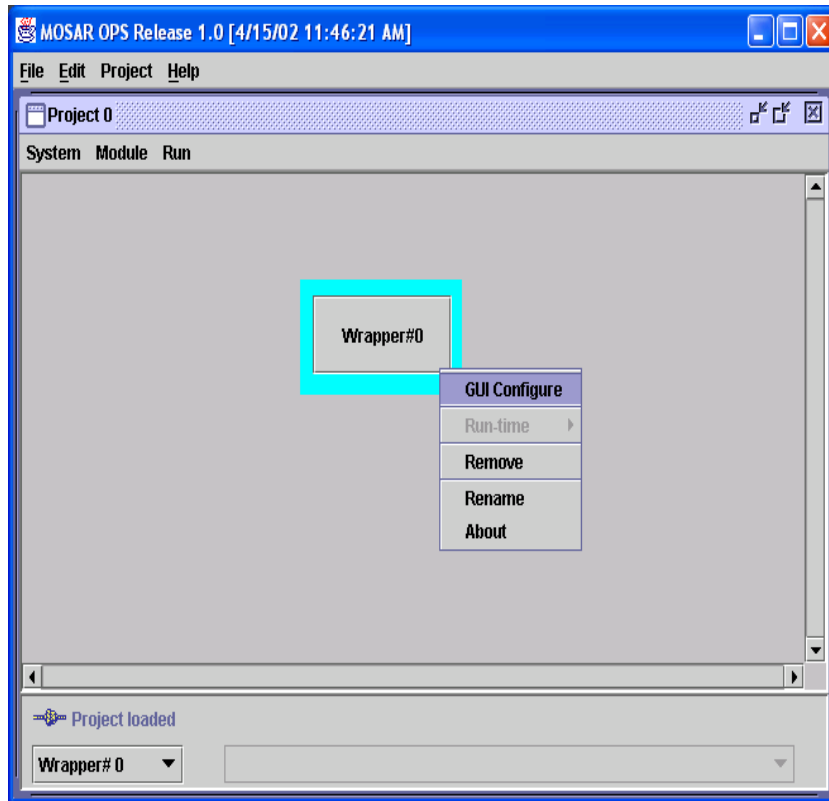 MOSAR OPS Release 1.0 [4/15/02 11:46:21 AM]
File Edit Project Help
Project 0
System Module Run
Wrapper#0
GUI Configure
Run-time
Remove
Rename
About
Project loaded
Wrapper# 0